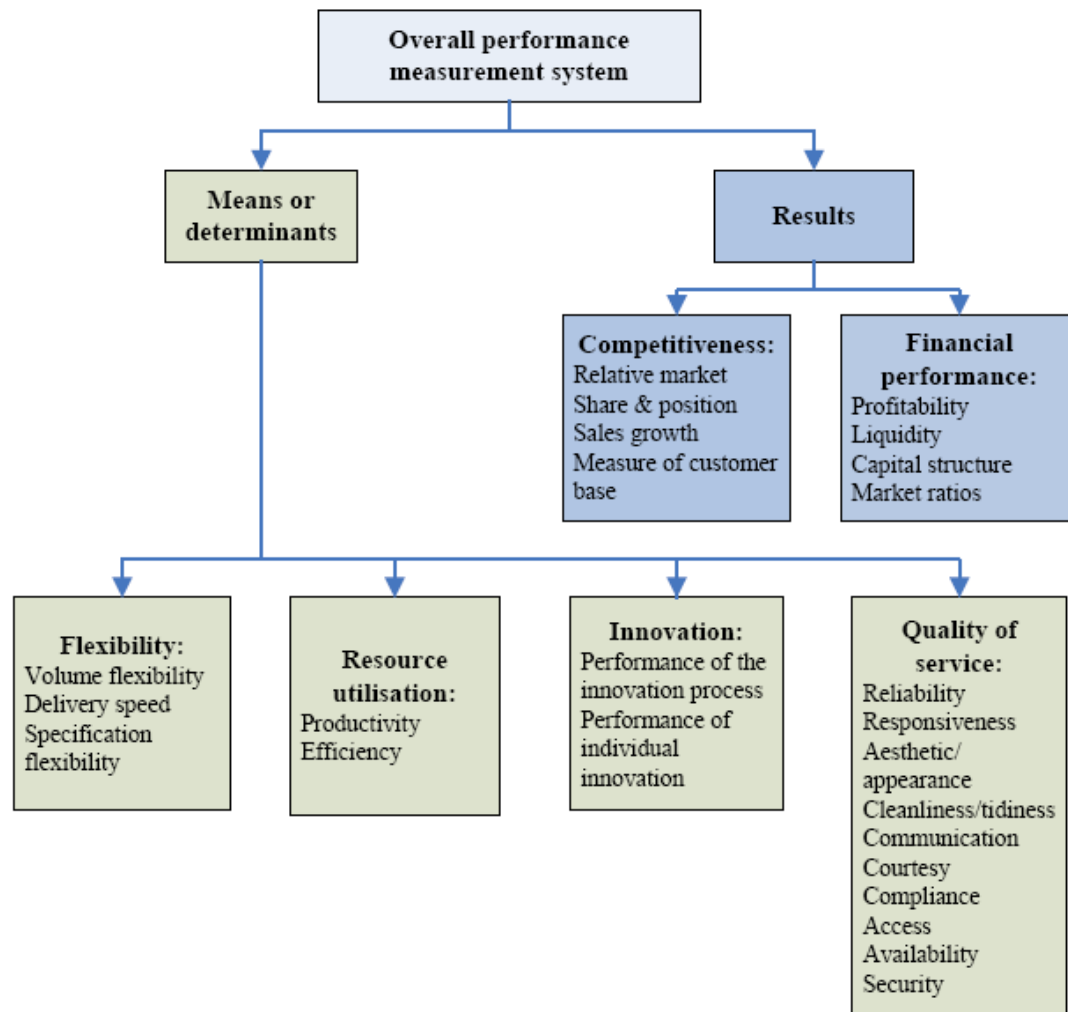 Overall performance
measurement system
Means or
determinants
Results
Competitiveness:
Relative market
Share & position
Sales growth
Measure of customer
base
Financial
performance:
Profitability
Liquidity
Capital structure
Market ratios
Flexibility:
Volume flexibility
Delivery speed
Specification
flexibility
Resource
utilisation:
Productivity
Efficiency
Innovation:
Performance of the
innovation process
Performance of
individual
innovation
Quality of
service:
Reliability
Responsiveness
Aesthetic/
appearance
Cleanliness/tidiness
Communication
Courtesy
Compliance
Access
Availability
Security